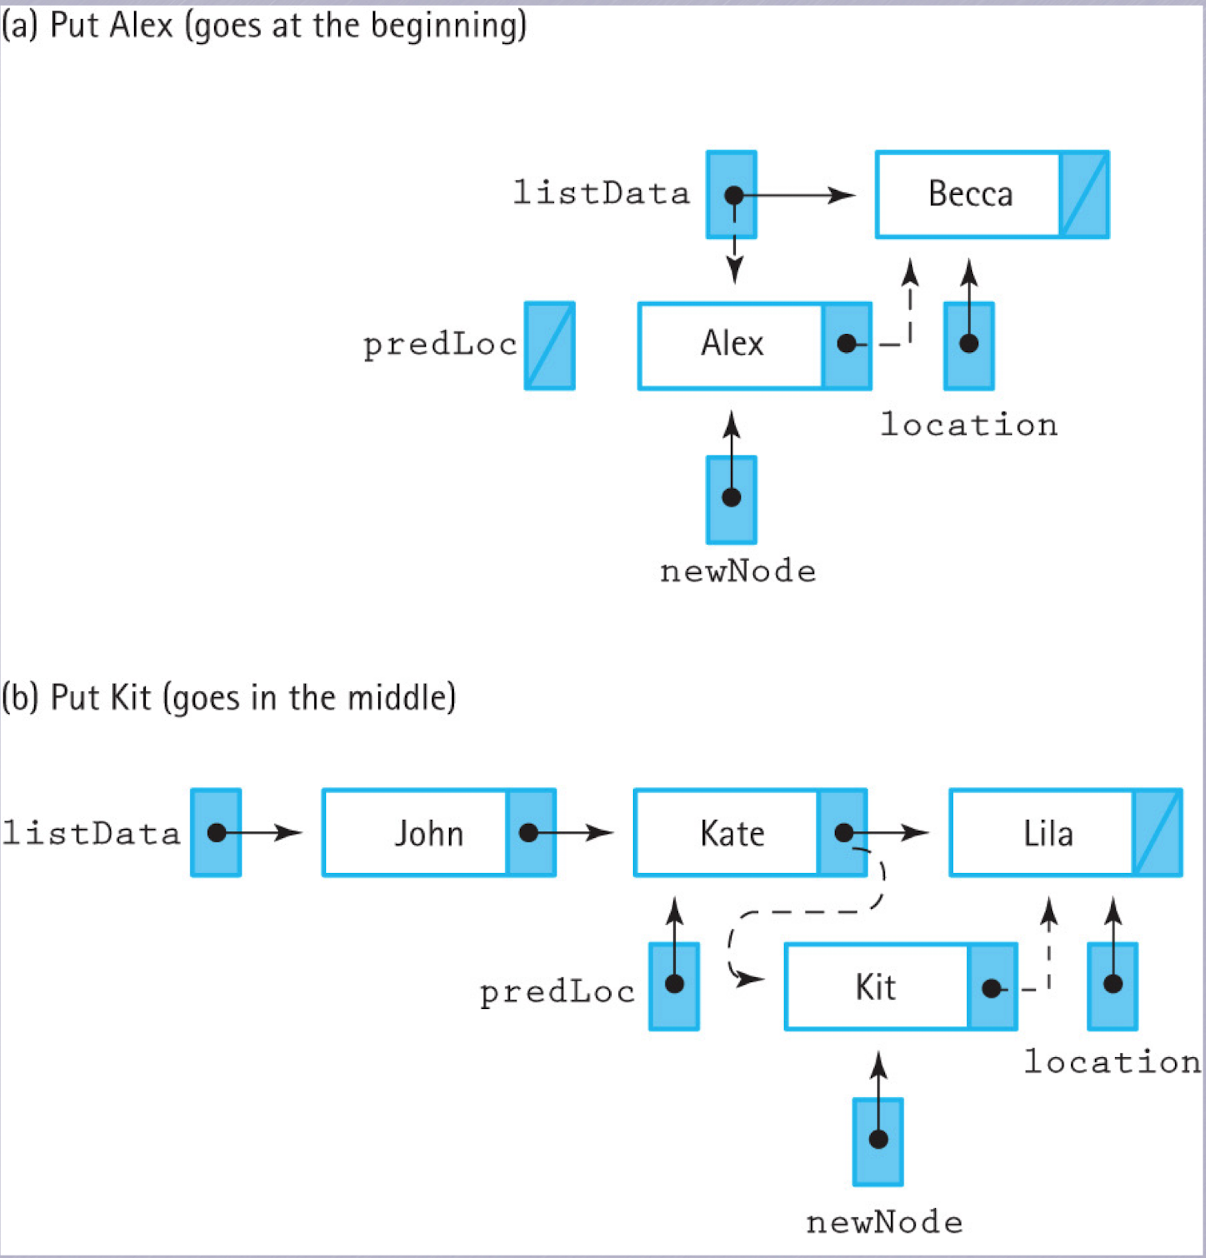 (a) Put Alex (goes at the beginning)
listData
Becca
predLoc
Alex
location
newNode
(b) Put Kit (goes in the middle)
listData
John
Kate
Lila
predLoc
Kit
location
newNode